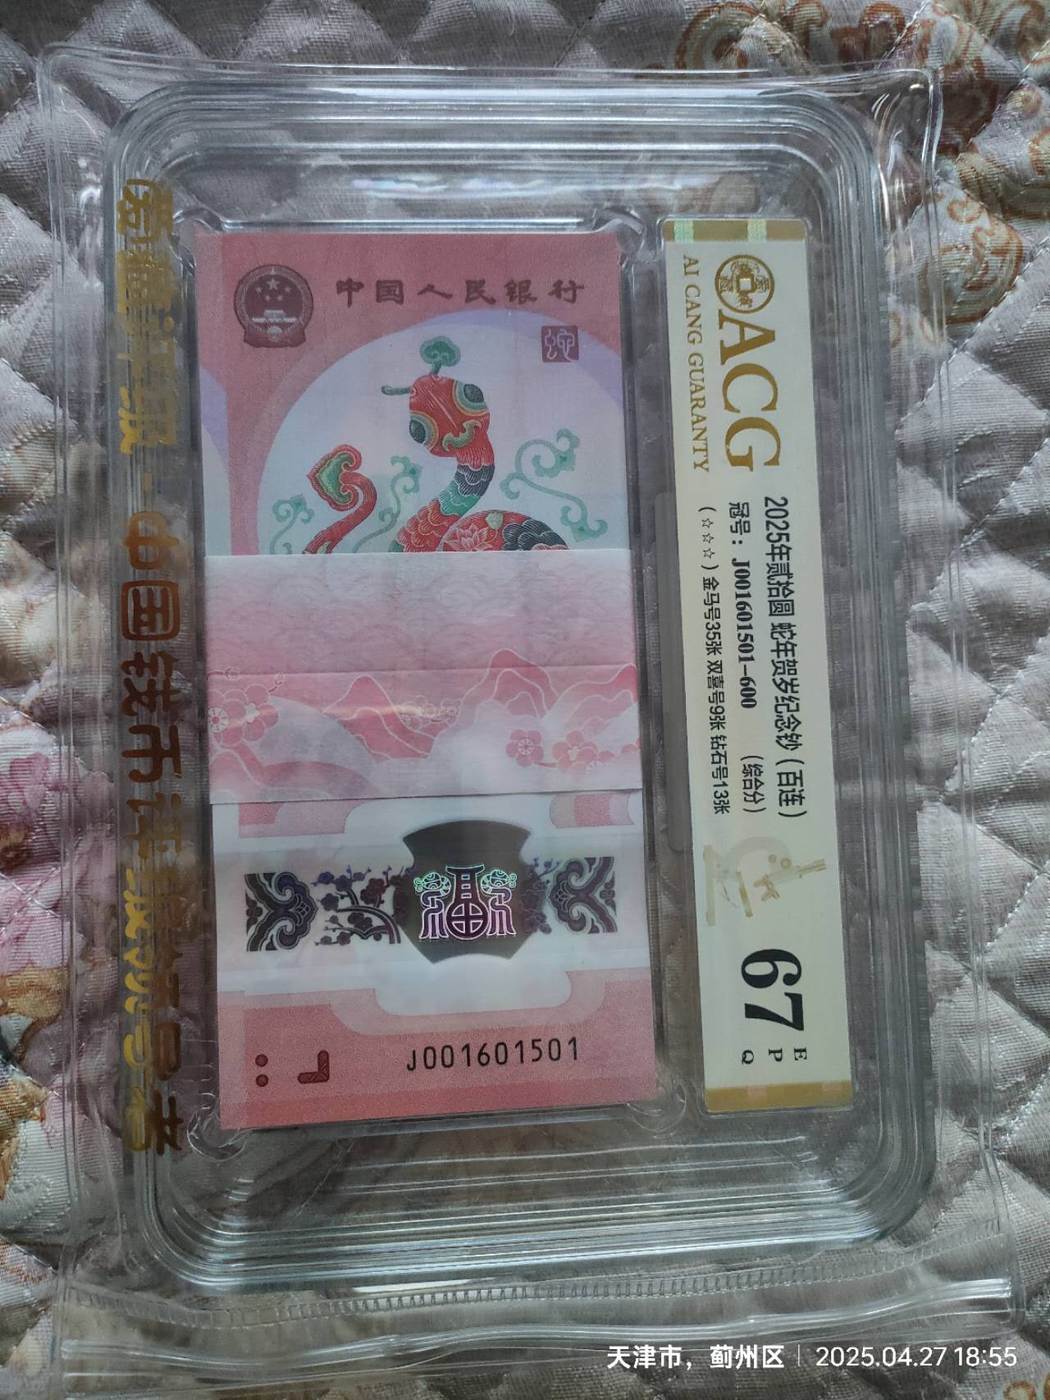 中国人民银行
蛇
J001601501
ACG
AI CANG GUARANTY
2025年贰拾圆 蛇年贺岁纪念钞（百连）
冠号：J001601501-600 （综合分）
（☆☆☆）金马号35张 双喜号9张 钻石号13张
67
E
P
Q
中国钱币
天津市，蓟州区 | 2025.04.27 18:55